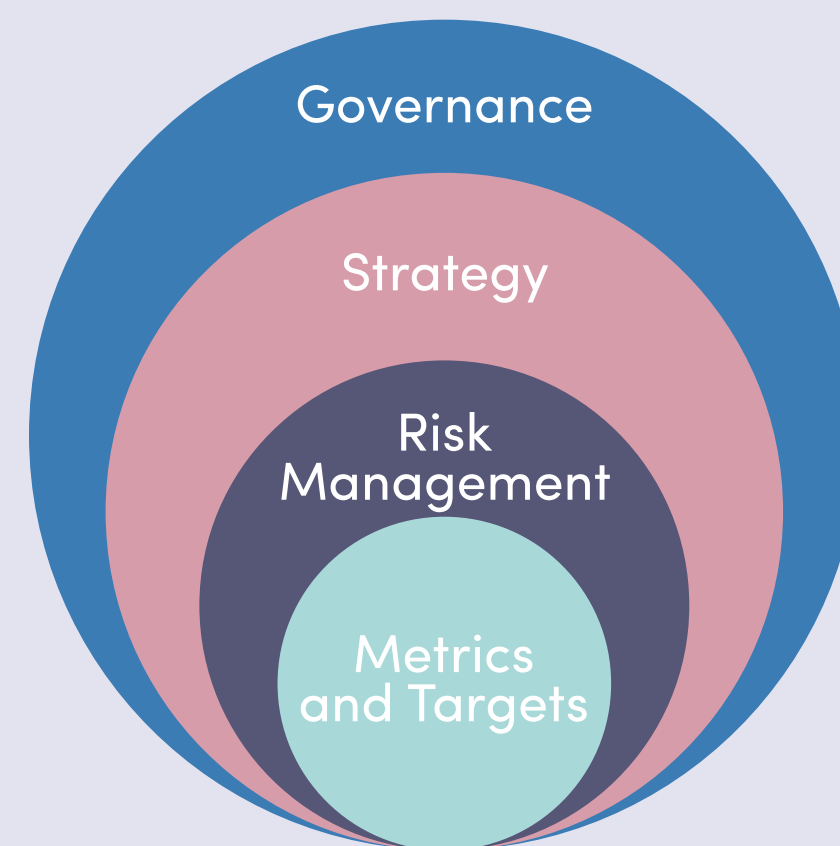 Governance
Strategy
Risk
Management
Metrics
and Targets